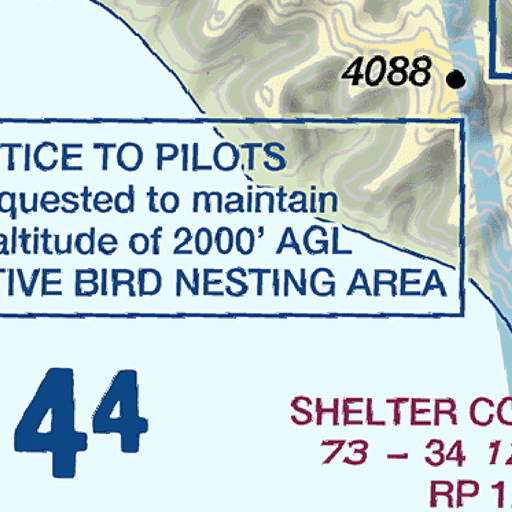 4088
TICE TO PILOTS
quested to maintain
altitude of 2000' AGL
TIVE BIRD NESTING AREA
44
SHELTER CO
73 – 34 12
RP 1